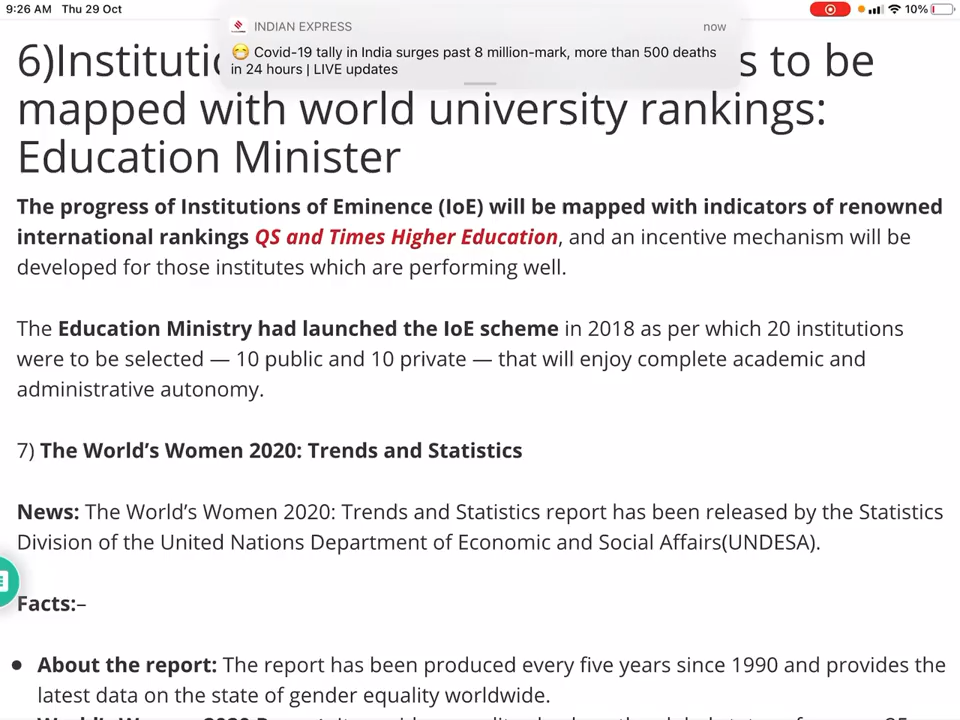 9:26 AM Thu 29 Oct
10%
INDIAN EXPRESS
now
😷 Covid-19 tally in India surges past 8 million-mark, more than 500 deaths
in 24 hours | LIVE updates
6)Instituti
s to be
mapped with world university rankings:
Education Minister
The progress of Institutions of Eminence (IoE) will be mapped with indicators of renowned
international rankings QS and Times Higher Education, and an incentive mechanism will be
developed for those institutes which are performing well.
The Education Ministry had launched the IoE scheme in 2018 as per which 20 institutions
were to be selected — 10 public and 10 private — that will enjoy complete academic and
administrative autonomy.
7) The World’s Women 2020: Trends and Statistics
News: The World’s Women 2020: Trends and Statistics report has been released by the Statistics
Division of the United Nations Department of Economic and Social Affairs(UNDESA).
Facts:–
• About the report: The report has been produced every five years since 1990 and provides the
latest data on the state of gender equality worldwide.